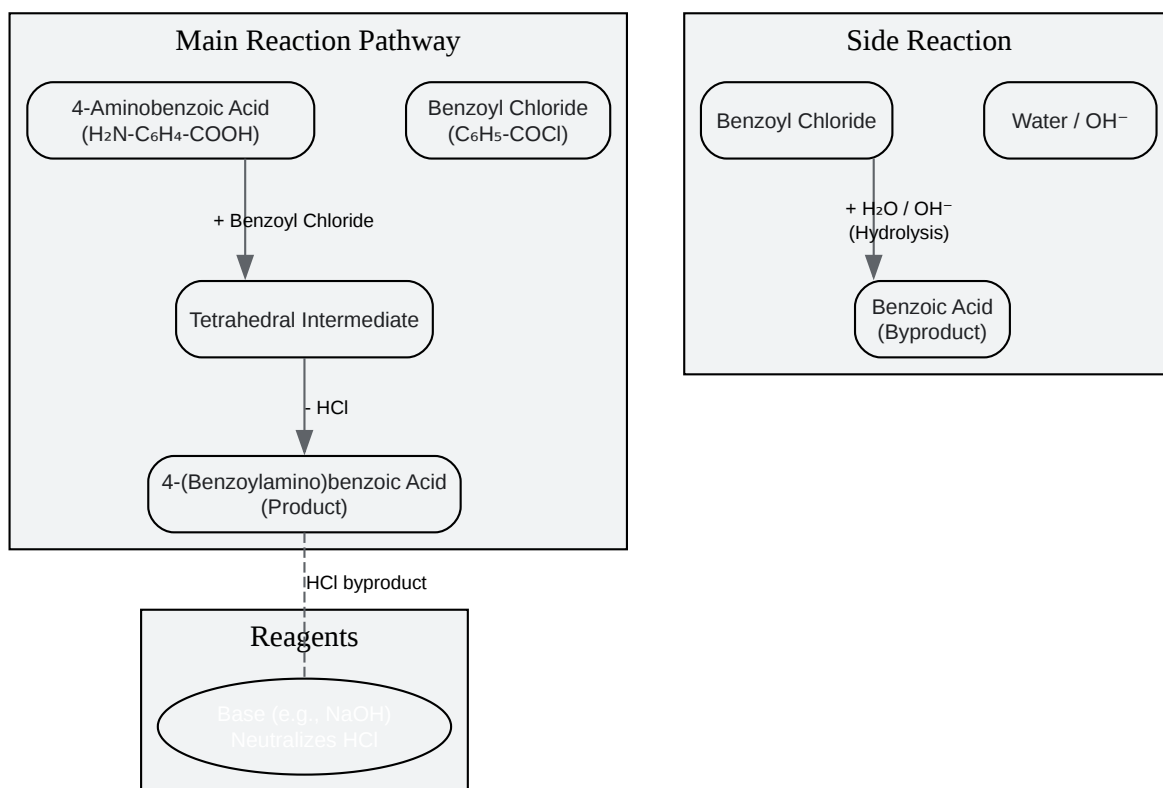 Main Reaction Pathway
4-Aminobenzoic Acid
(H₂N-C₆H₄-COOH)
Benzoyl Chloride
(C₆H₅-COCl)
+ Benzoyl Chloride
Tetrahedral Intermediate
- HCl
4-(Benzoylamino)benzoic Acid
(Product)
HCl byproduct
Reagents
Base (e.g., NaOH)
Neutralizes HCl
Side Reaction
Benzoyl Chloride
Water / OH⁻
+ H₂O / OH⁻
(Hydrolysis)
Benzoic Acid
(Byproduct)